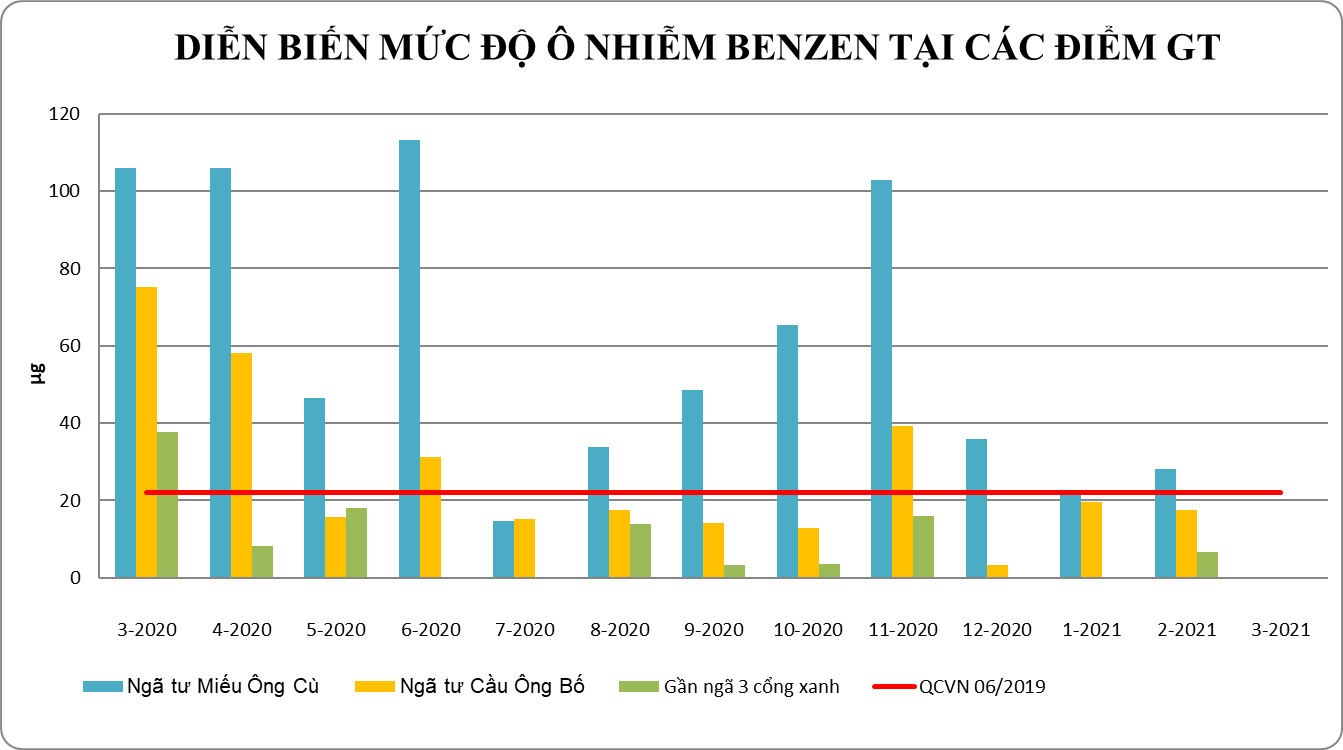 DIỄN BIẾN MỨC ĐỘ Ô NHIỄM BENZEN TẠI CÁC ĐIỂM GT
120
100
80
60
40
20
0
µg
3-2020 4-2020 5-2020 6-2020 7-2020 8-2020 9-2020 10-2020 11-2020 12-2020 1-2021 2-2021 3-2021
Ngã tư Miếu Ông Cù Ngã tư Cầu Ông Bố Gần ngã 3 cổng xanh QCVN 06/2019